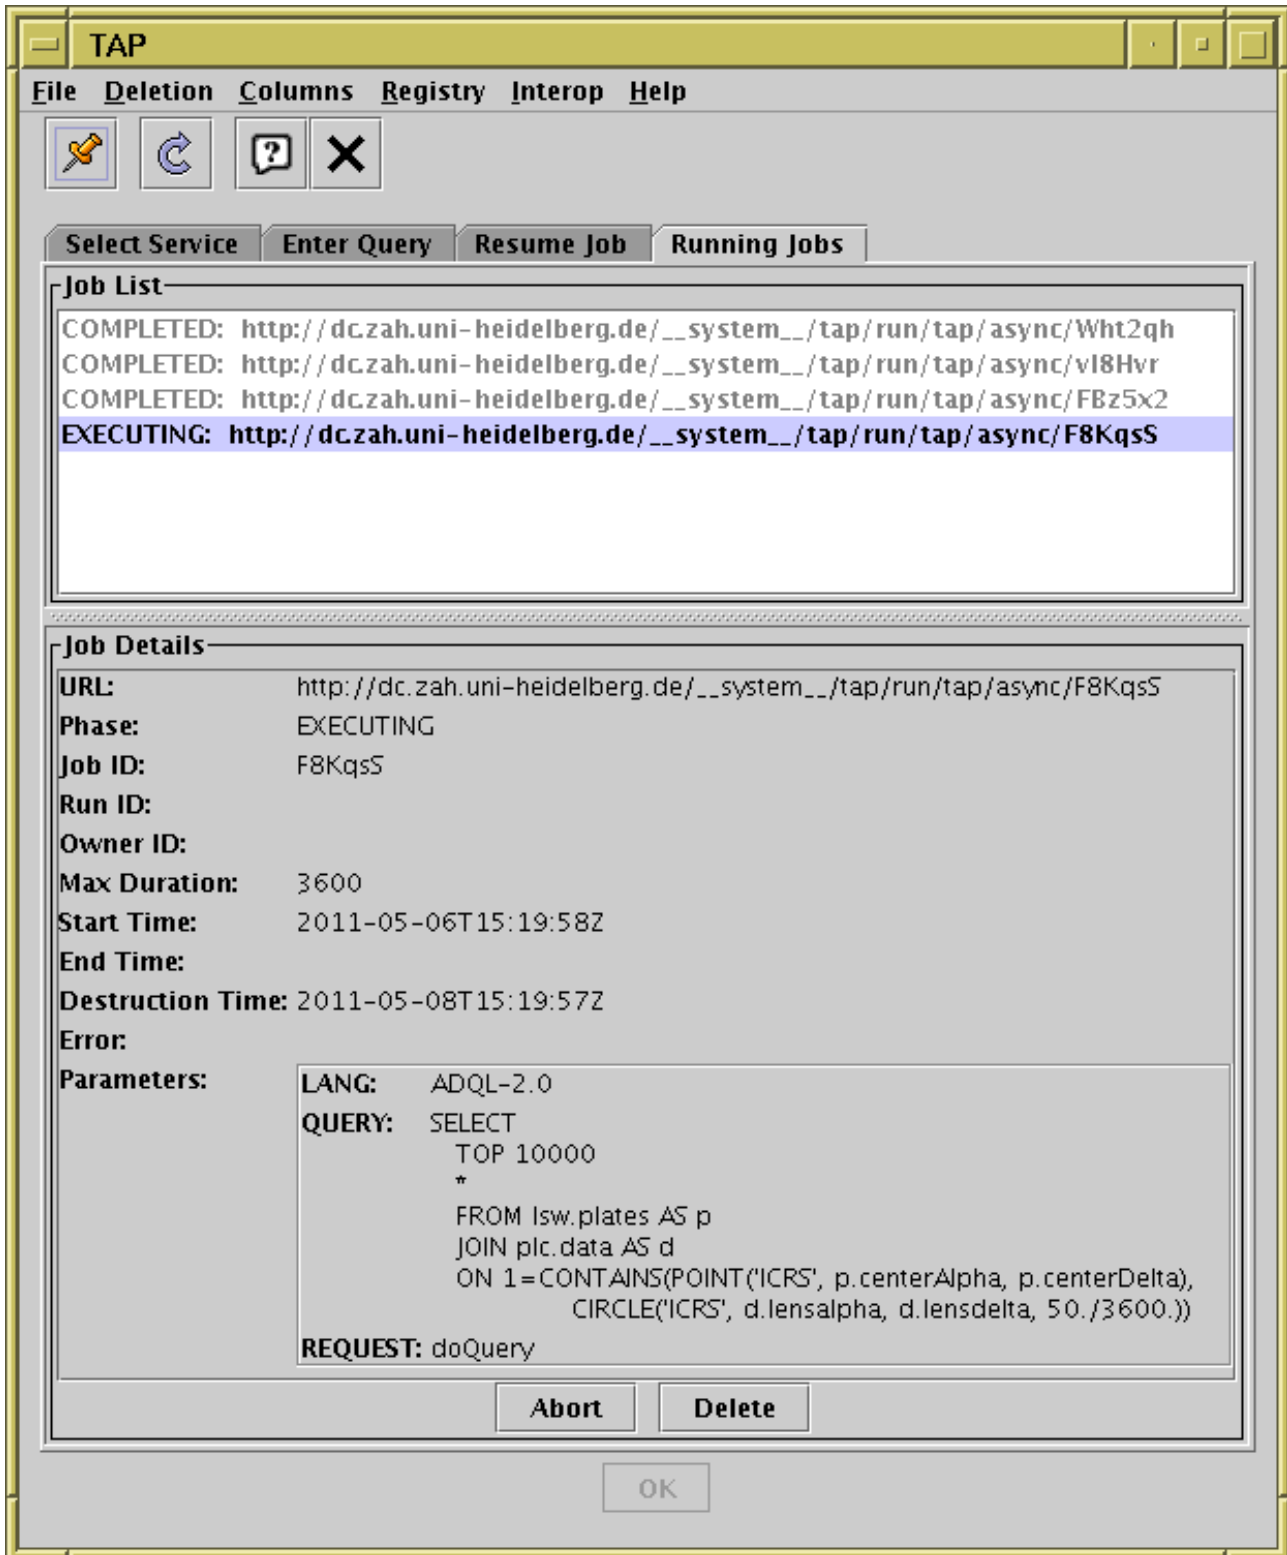 TAP
File Deletion Columns Registry Interop Help
Select Service Enter Query Resume Job Running Jobs
Job List
COMPLETED: http://dc.zah.uni-heidelberg.de/__system__/tap/run/tap/async/Wht2qh
COMPLETED: http://dc.zah.uni-heidelberg.de/__system__/tap/run/tap/async/vI8Hvr
COMPLETED: http://dc.zah.uni-heidelberg.de/__system__/tap/run/tap/async/FBz5x2
EXECUTING: http://dc.zah.uni-heidelberg.de/__system__/tap/run/tap/async/F8KqsS
Job Details
URL: http://dc.zah.uni-heidelberg.de/__system__/tap/run/tap/async/F8KqsS
Phase: EXECUTING
Job ID: F8KqsS
Run ID:
Owner ID:
Max Duration: 3600
Start Time: 2011-05-06T15:19:58Z
End Time:
Destruction Time: 2011-05-08T15:19:57Z
Error:
Parameters: LANG: ADQL-2.0
QUERY: SELECT
TOP 10000
*
FROM lsw.plates AS p
JOIN plc.data AS d
ON 1=CONTAINS(POINT('ICRS', p.centerAlpha, p.centerDelta),
CIRCLE('ICRS', d.lensalpha, d.lensdelta, 50./3600.))
REQUEST: doQuery
Abort Delete
OK